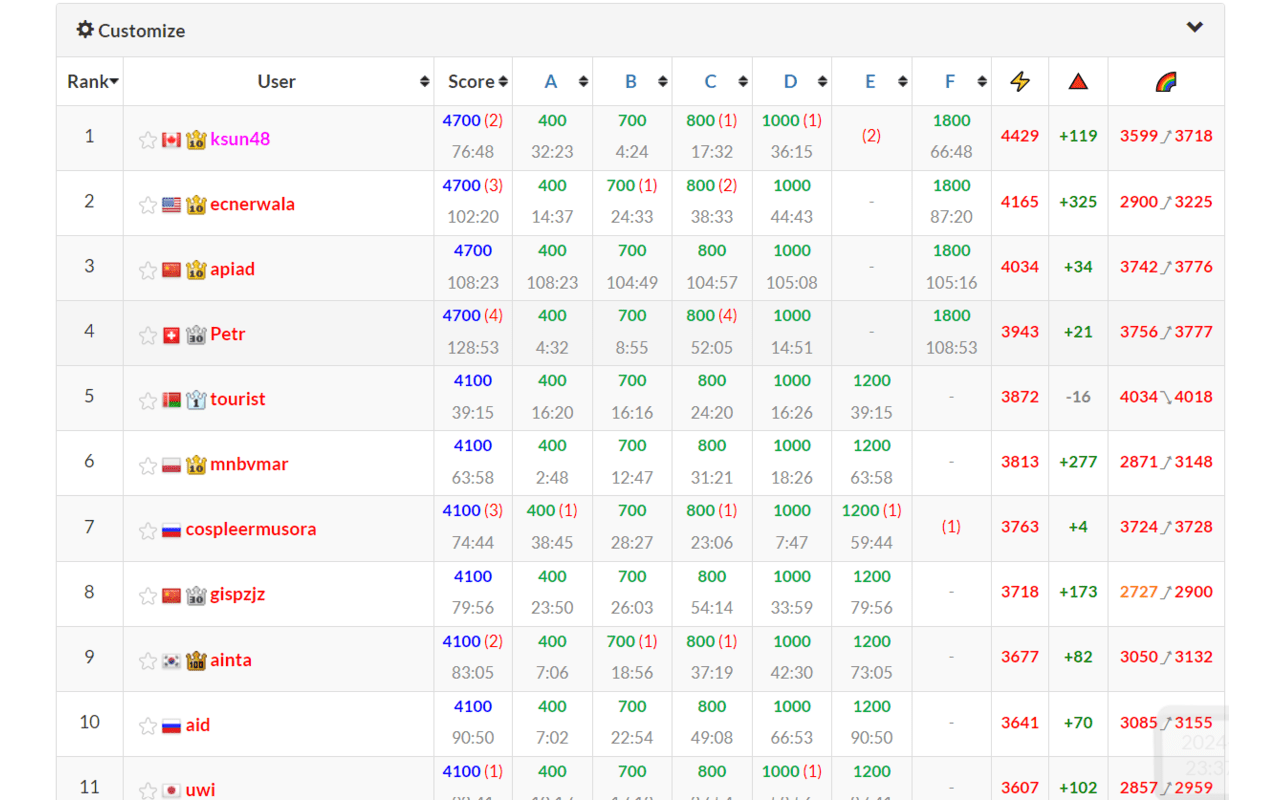 Customize
Rank User Score A B C D E F
1 10 ksun48 4700 (2) 400 700 800 (1) 1000 (1) (2) 1800 4429 +119 3599 3718
76:48 32:23 4:24 17:32 36:15 66:48
2 10 ecnerwala 4700 (3) 400 700 (1) 800 (2) 1000 - 1800 4165 +325 2900 3225
102:20 14:37 24:33 38:33 44:43 87:20
3 10 apiad 4700 400 700 800 1000 - 1800 4034 +34 3742 3776
108:23 108:23 104:49 104:57 105:08 105:16
4 30 Petr 4700 (4) 400 700 800 (4) 1000 - 1800 3943 +21 3756 3777
128:53 4:32 8:55 52:05 14:51 108:53
5 1 tourist 4100 400 700 800 1000 1200 - 3872 -16 4034 4018
39:15 16:20 16:16 24:20 16:26 39:15
6 10 mnbvmar 4100 400 700 800 1000 1200 - 3813 +277 2871 3148
63:58 2:48 12:47 31:21 18:26 63:58
7 cospleermusora 4100 (3) 400 (1) 700 800 (1) 1000 1200 (1) (1) 3763 +4 3724 3728
74:44 38:45 28:27 23:06 7:47 59:44
8 30 gispzjz 4100 400 700 800 1000 1200 - 3718 +173 2727 2900
79:56 23:50 26:03 54:14 33:59 79:56
9 100 ainta 4100 (2) 400 700 (1) 800 (1) 1000 1200 - 3677 +82 3050 3132
83:05 7:06 18:56 37:19 42:30 73:05
10 aid 4100 400 700 800 1000 1200 - 3641 +70 3085 3155
90:50 7:02 22:54 49:08 66:53 90:50
2024
11 uwi 4100 (1) 400 700 800 1000 (1) 1200 - 3607 +102 2857 2959